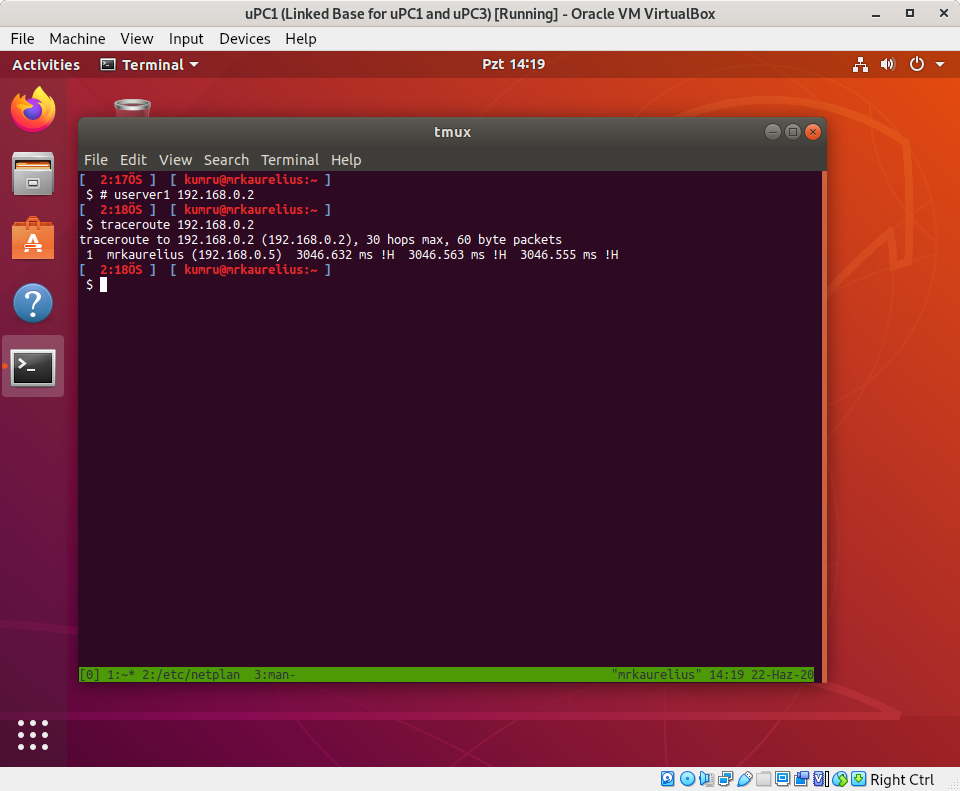 uPC1 (Linked Base for uPC1 and uPC3) [Running] - Oracle VM VirtualBox
File Machine View Input Devices Help
Activities Terminal Pzt 14:19
tmux
File Edit View Search Terminal Help
[ 2:17ÖS ] [ kumru@mrkaurelius:~ ]
$ # userver1 192.168.0.2
[ 2:18ÖS ] [ kumru@mrkaurelius:~ ]
$ traceroute 192.168.0.2
traceroute to 192.168.0.2 (192.168.0.2), 30 hops max, 60 byte packets
1 mrkaurelius (192.168.0.5) 3046.632 ms !H 3046.563 ms !H 3046.555 ms !H
[ 2:18ÖS ] [ kumru@mrkaurelius:~ ]
$
[0] 1:~* 2:/etc/netplan 3:man- "mrkaurelius" 14:19 22-Haz-20
Right Ctrl